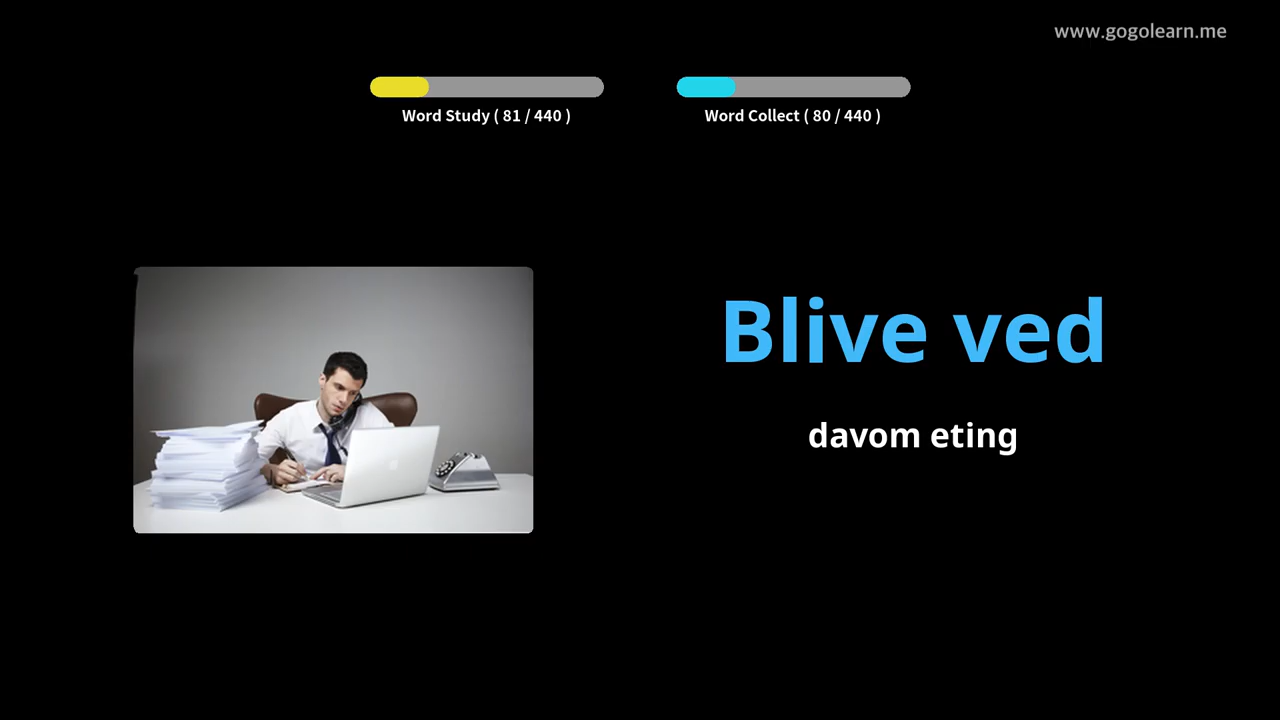 www.gogolearn.me
Word Study ( 81 / 440 )
Word Collect ( 80 / 440 )
Blive ved
davom eting